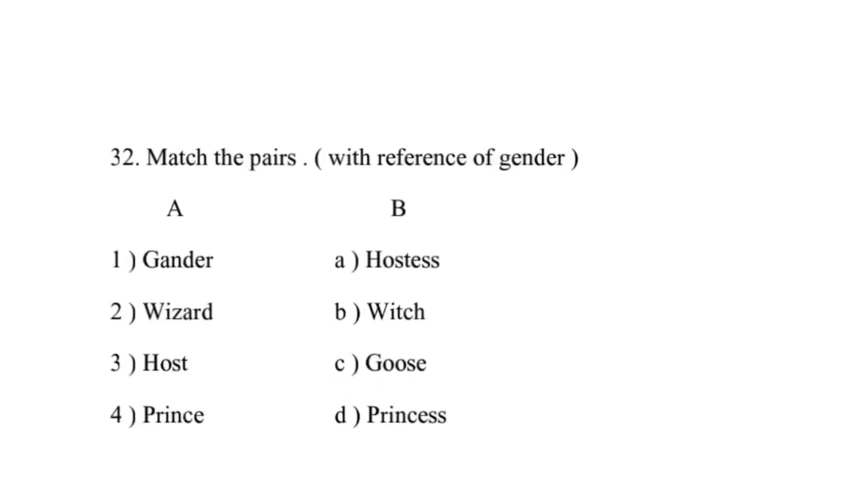 32. Match the pairs . ( with reference of gender )
A B
1 ) Gander a ) Hostess
2 ) Wizard b ) Witch
3 ) Host c ) Goose
4 ) Prince d ) Princess